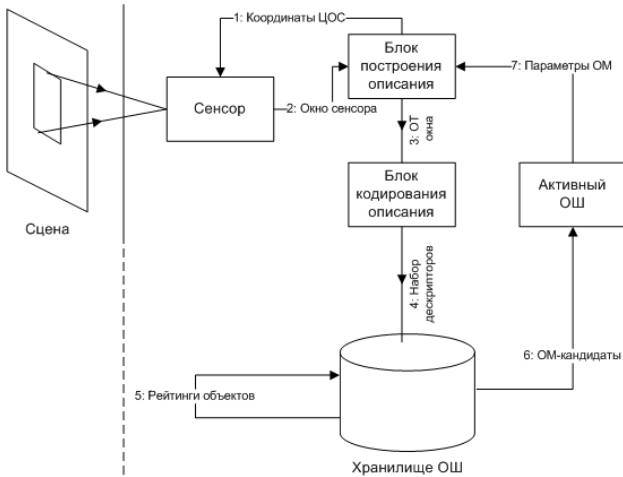 1: Координаты ЦОС
Блок
построения
описания
7: Параметры ОМ
Сенсор
2: Окно сенсора
3: ОТ
окна
Блок
кодирования
описания
Активный
ОШ
Сцена
4: Набор
дескрипторов
6: ОМ-кандидаты
5: Рейтинги объектов
Хранилище ОШ